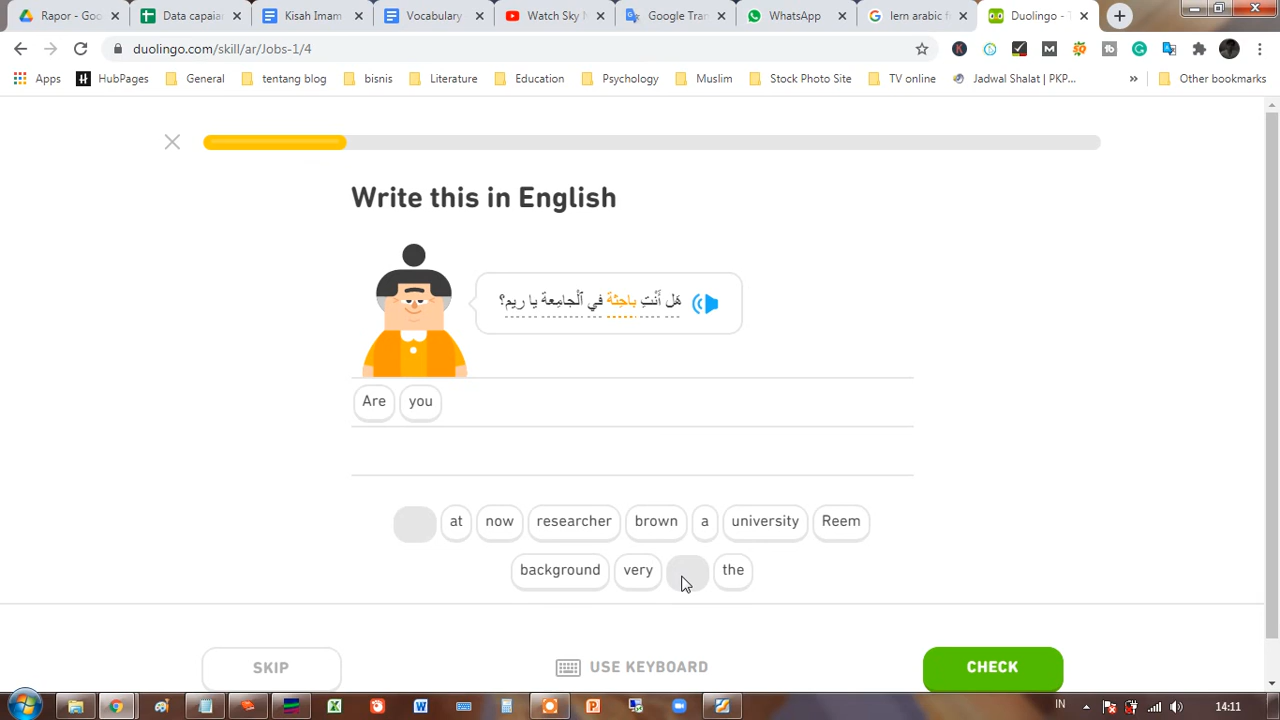 Rapor - Goo
Data capaia
Kitab Imam
Vocabulary
Watch Sky
Google Tra
WhatsApp
lern arabic f
Duolingo - T
duolingo.com/skill/ar/Jobs-1/4
Apps
HubPages
General
tentang blog
bisnis
Literature
Education
Psychology
Muslim
Stock Photo Site
TV online
Jadwal Shalat | PKP...
Other bookmarks
Write this in English
هَل أَنْتِ باحِثة في ٱلْجامِعة يا ريم؟
Are you
at now researcher brown a university Reem
background very the
SKIP
USE KEYBOARD
CHECK
IN
14:11